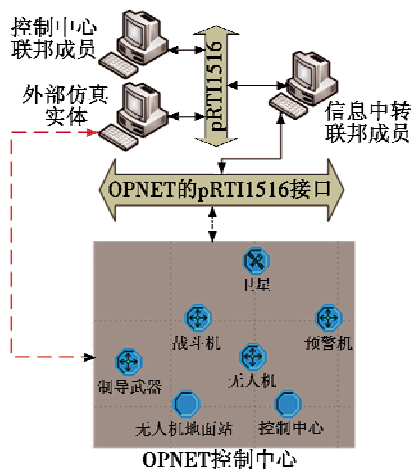 控制中心
联邦成员
外部仿真
实体
pRTI1516
信息中转
联邦成员
OPNET的pRTI1516接口
卫星
战斗机
预警机
制导武器
无人机
无人机地面站
控制中心
OPNET控制中心